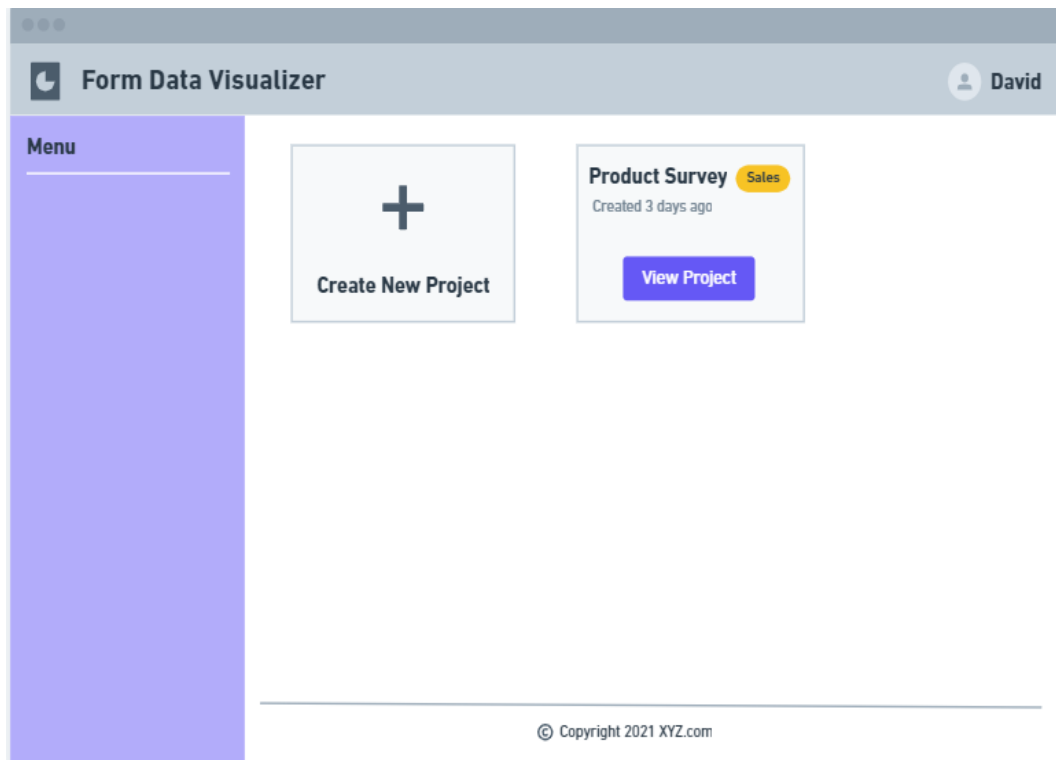 Form Data Visualizer
David
Menu
Create New Project
Product Survey Sales
Created 3 days ago
View Project
© Copyright 2021 XYZ.com